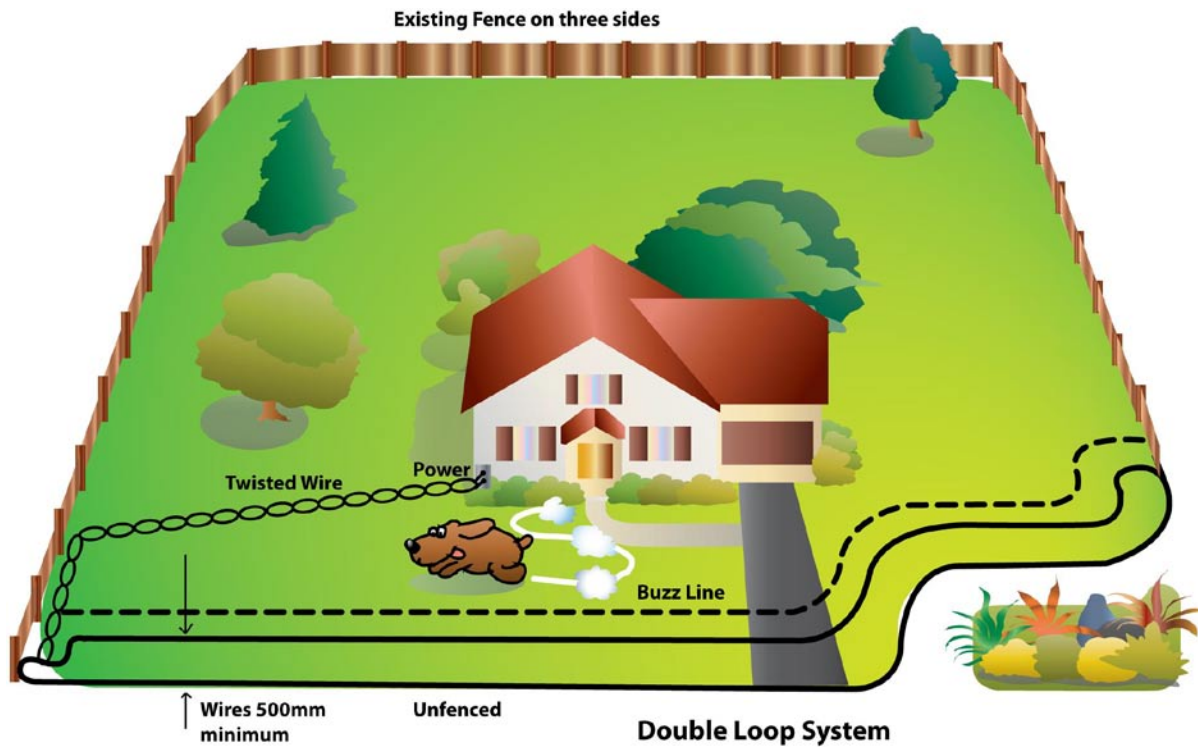 Existing Fence on three sides
Power
Twisted Wire
Buzz Line
Wires 500mm
minimum
Unfenced
Double Loop System